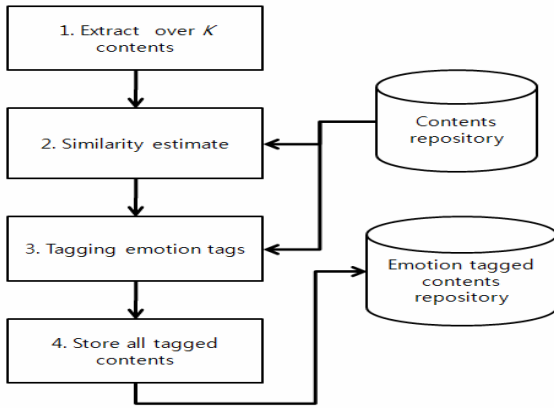 1. Extract over K
contents
2. Similarity estimate
Contents
repository
3. Tagging emotion tags
Emotion tagged
contents
repository
4. Store all tagged
contents